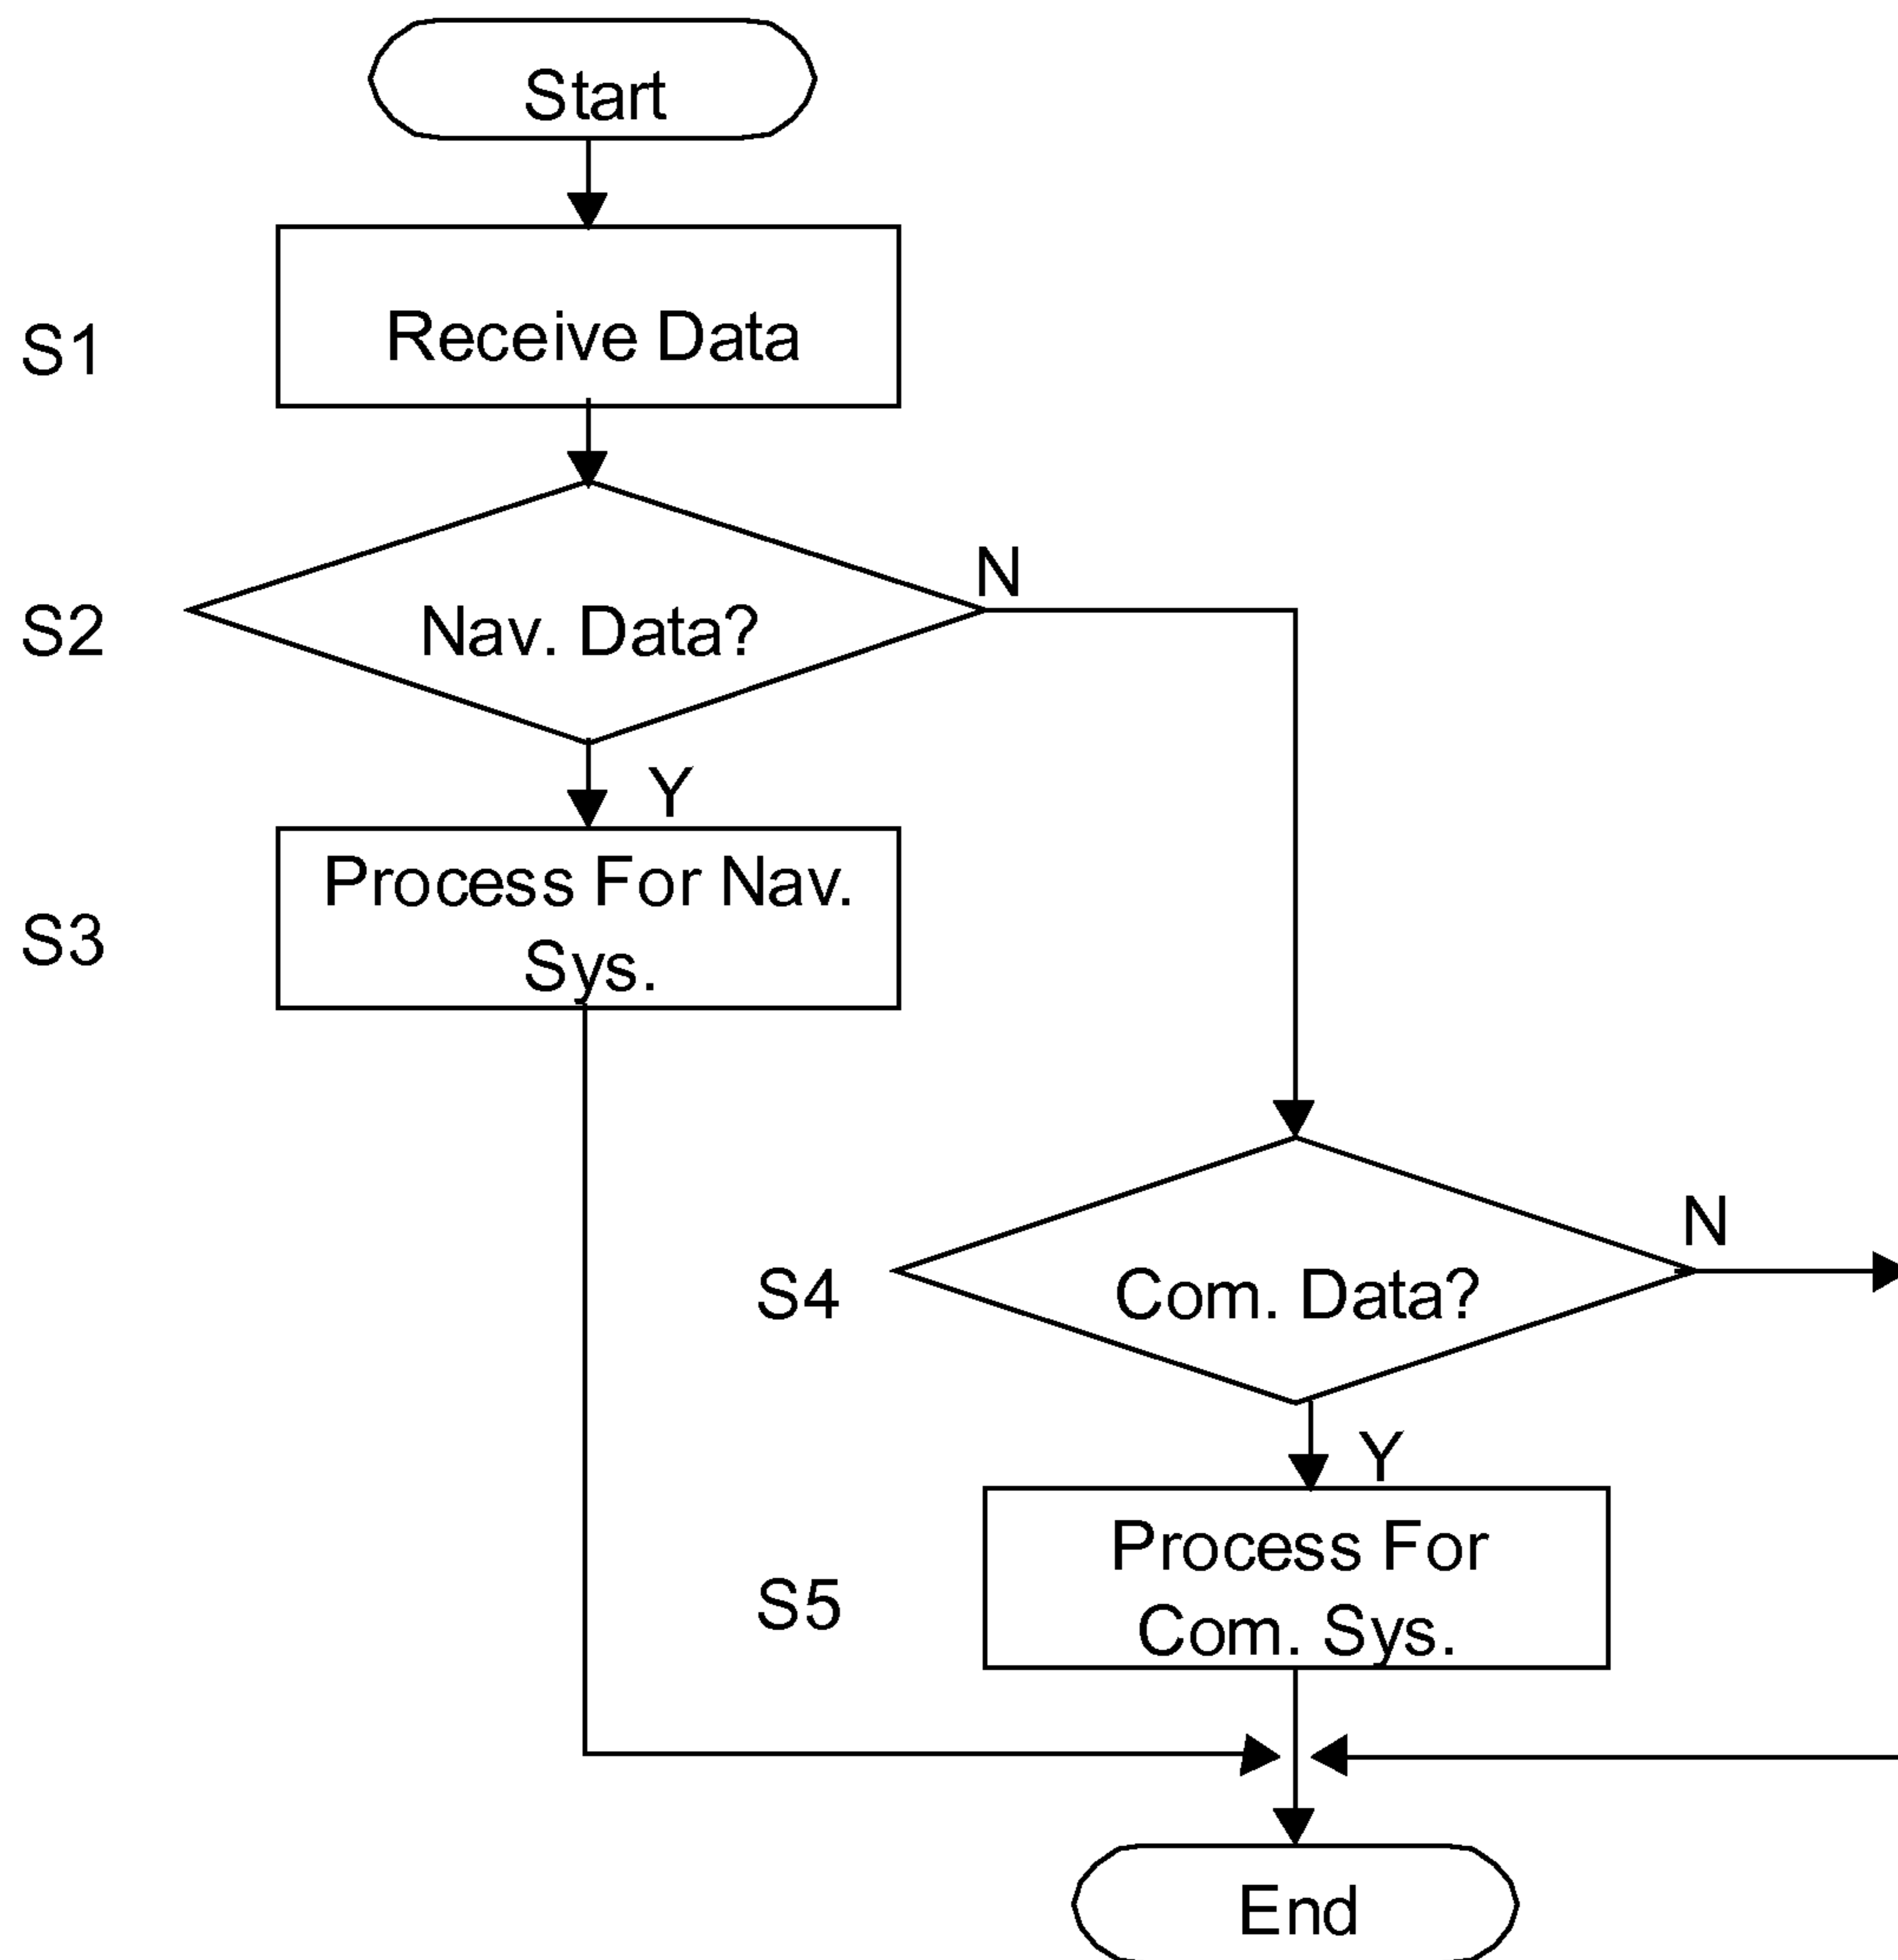 Start
S1
Receive Data
N
S2
Nav. Data?
Y
Process For Nav.
S3
Sys.
N
S4
Com. Data?
Y
Process For
S5
Com. Sys.
End